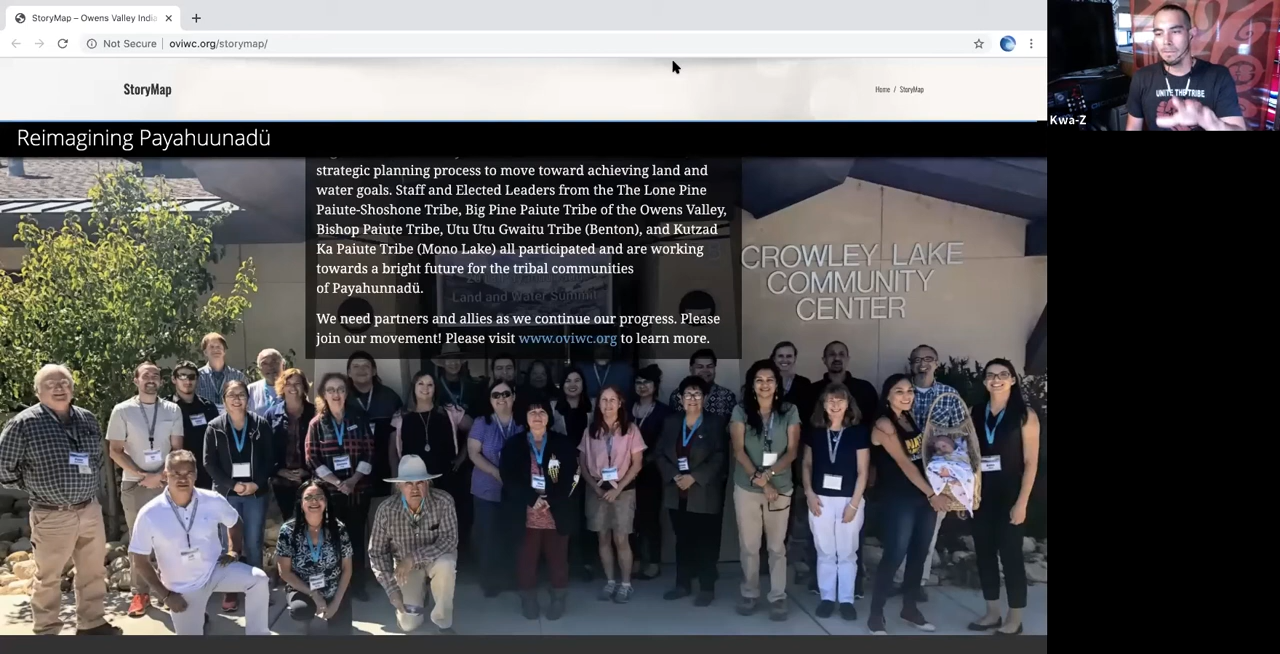 StoryMap – Owens Valley India
Not Secure
oviwc.org/storymap/
StoryMap
Home / StoryMap
Reimagining Payahuunadü
strategic planning process to move toward achieving land and
water goals. Staff and Elected Leaders from the The Lone Pine
Paiute-Shoshone Tribe, Big Pine Paiute Tribe of the Owens Valley,
Bishop Paiute Tribe, Utu Utu Gwaitu Tribe (Benton), and Kutzad
Ka Paiute Tribe (Mono Lake) all participated and are working
towards a bright future for the tribal communities
of Payahunnadü.
We need partners and allies as we continue our progress. Please
join our movement! Please visit www.oviwc.org to learn more.
Land and Water Summit
CROWLEY LAKE
COMMUNITY
CENTER
UNITE THE TRIBE
Kwa-Z